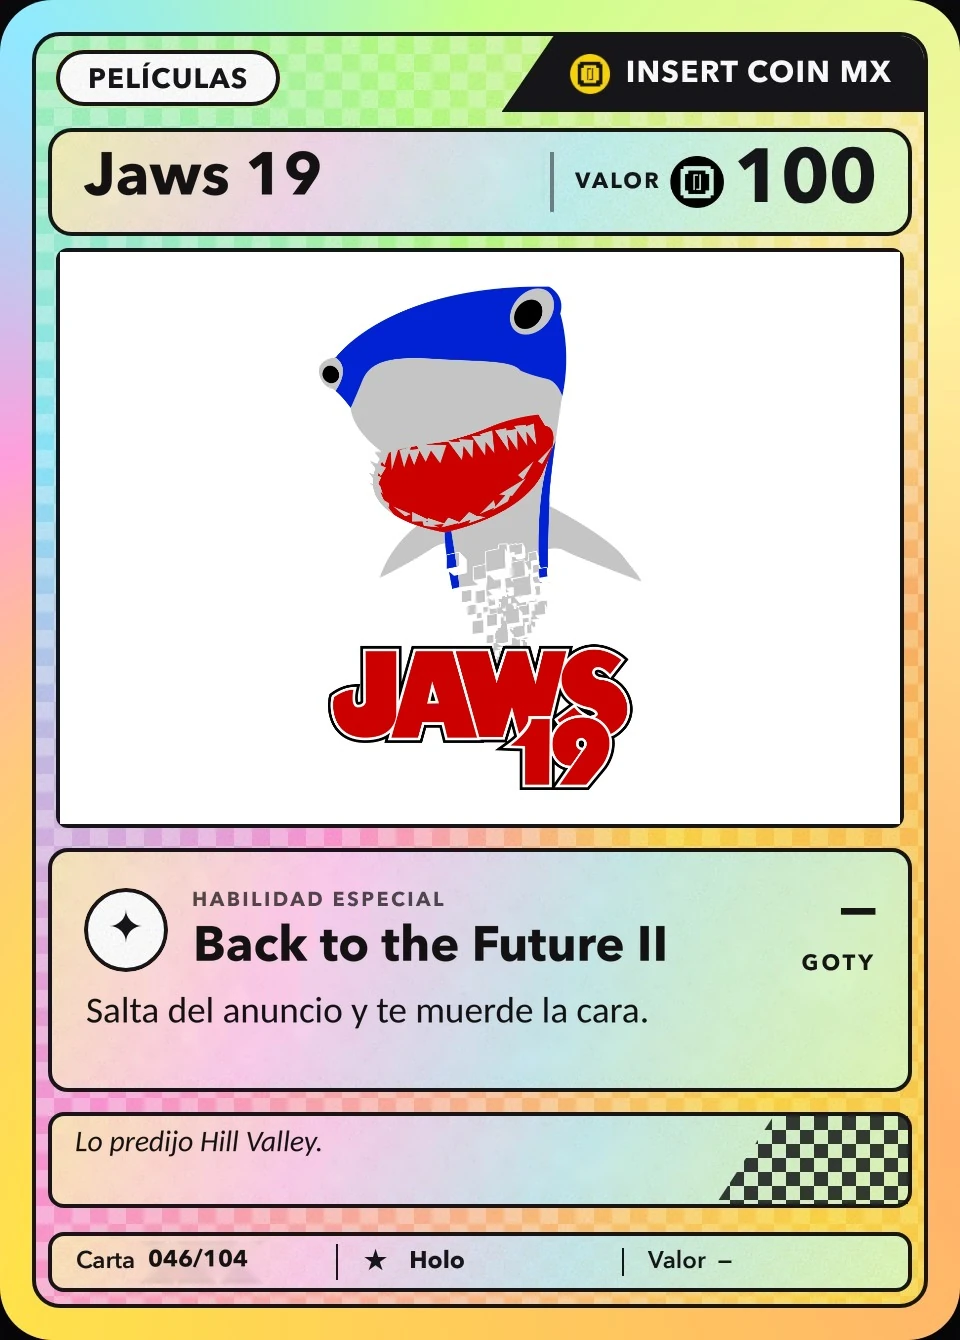 PELÍCULAS
INSERT COIN MX
Jaws 19
VALOR 100
JAWS
19
HABILIDAD ESPECIAL
Back to the Future II
–
GOTY
Salta del anuncio y te muerde la cara.
Lo predijo Hill Valley.
Carta 046/104 ★ Holo Valor –